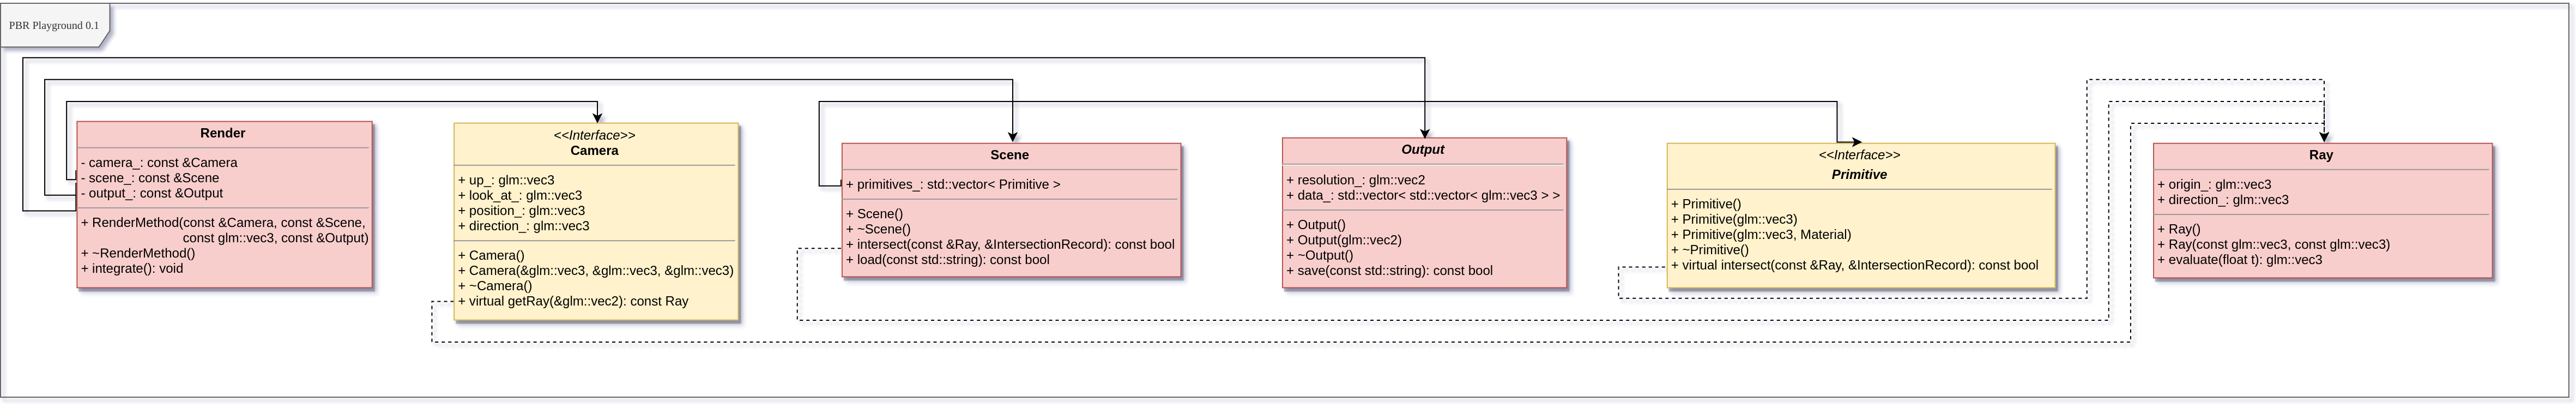 PBR Playground 0.1
Render
- camera_: const &Camera
- scene_: const &Scene
- output_: const &Output
+ RenderMethod(const &Camera, const &Scene,
const glm::vec3, const &Output)
+ ~RenderMethod()
+ integrate(): void
<<Interface>>
Camera
+ up_: glm::vec3
+ look_at_: glm::vec3
+ position_: glm::vec3
+ direction_: glm::vec3
+ Camera()
+ Camera(&glm::vec3, &glm::vec3, &glm::vec3)
+ ~Camera()
+ virtual getRay(&glm::vec2): const Ray
Scene
+ primitives_: std::vector< Primitive >
+ Scene()
+ ~Scene()
+ intersect(const &Ray, &IntersectionRecord): const bool
+ load(const std::string): const bool
Output
+ resolution_: glm::vec2
+ data_: std::vector< std::vector< glm::vec3 > >
+ Output()
+ Output(glm::vec2)
+ ~Output()
+ save(const std::string): const bool
<<Interface>>
Primitive
+ Primitive()
+ Primitive(glm::vec3)
+ Primitive(glm::vec3, Material)
+ ~Primitive()
+ virtual intersect(const &Ray, &IntersectionRecord): const bool
Ray
+ origin_: glm::vec3
+ direction_: glm::vec3
+ Ray()
+ Ray(const glm::vec3, const glm::vec3)
+ evaluate(float t): glm::vec3